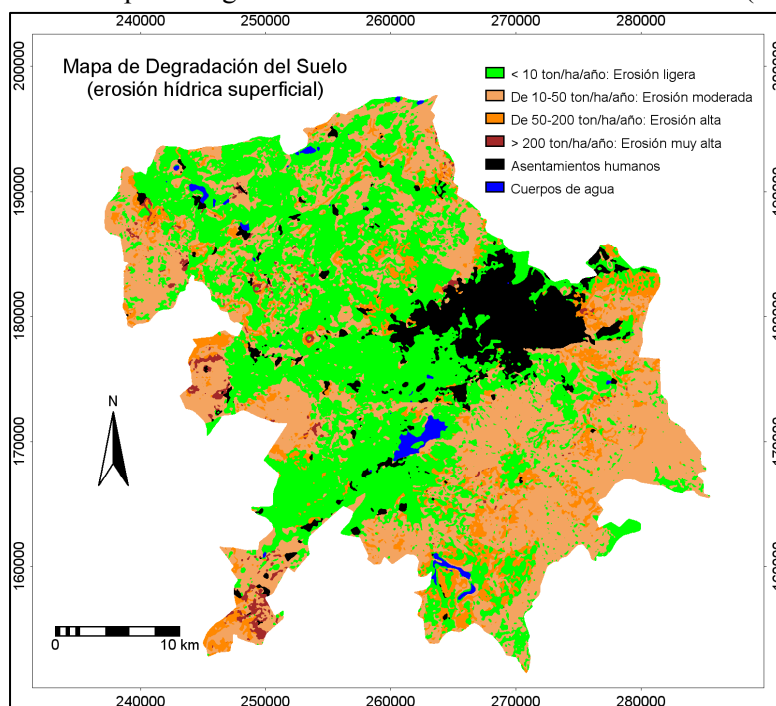 240000 250000 260000 270000 280000
Mapa de Degradación del Suelo
(erosión hídrica superficial)
< 10 ton/ha/año: Erosión ligera
De 10-50 ton/ha/año: Erosión moderada
De 50-200 ton/ha/año: Erosión alta
> 200 ton/ha/año: Erosión muy alta
Asentamientos humanos
Cuerpos de agua
200000
190000
180000
170000
160000
N
0 10 km
240000 250000 260000 270000 280000